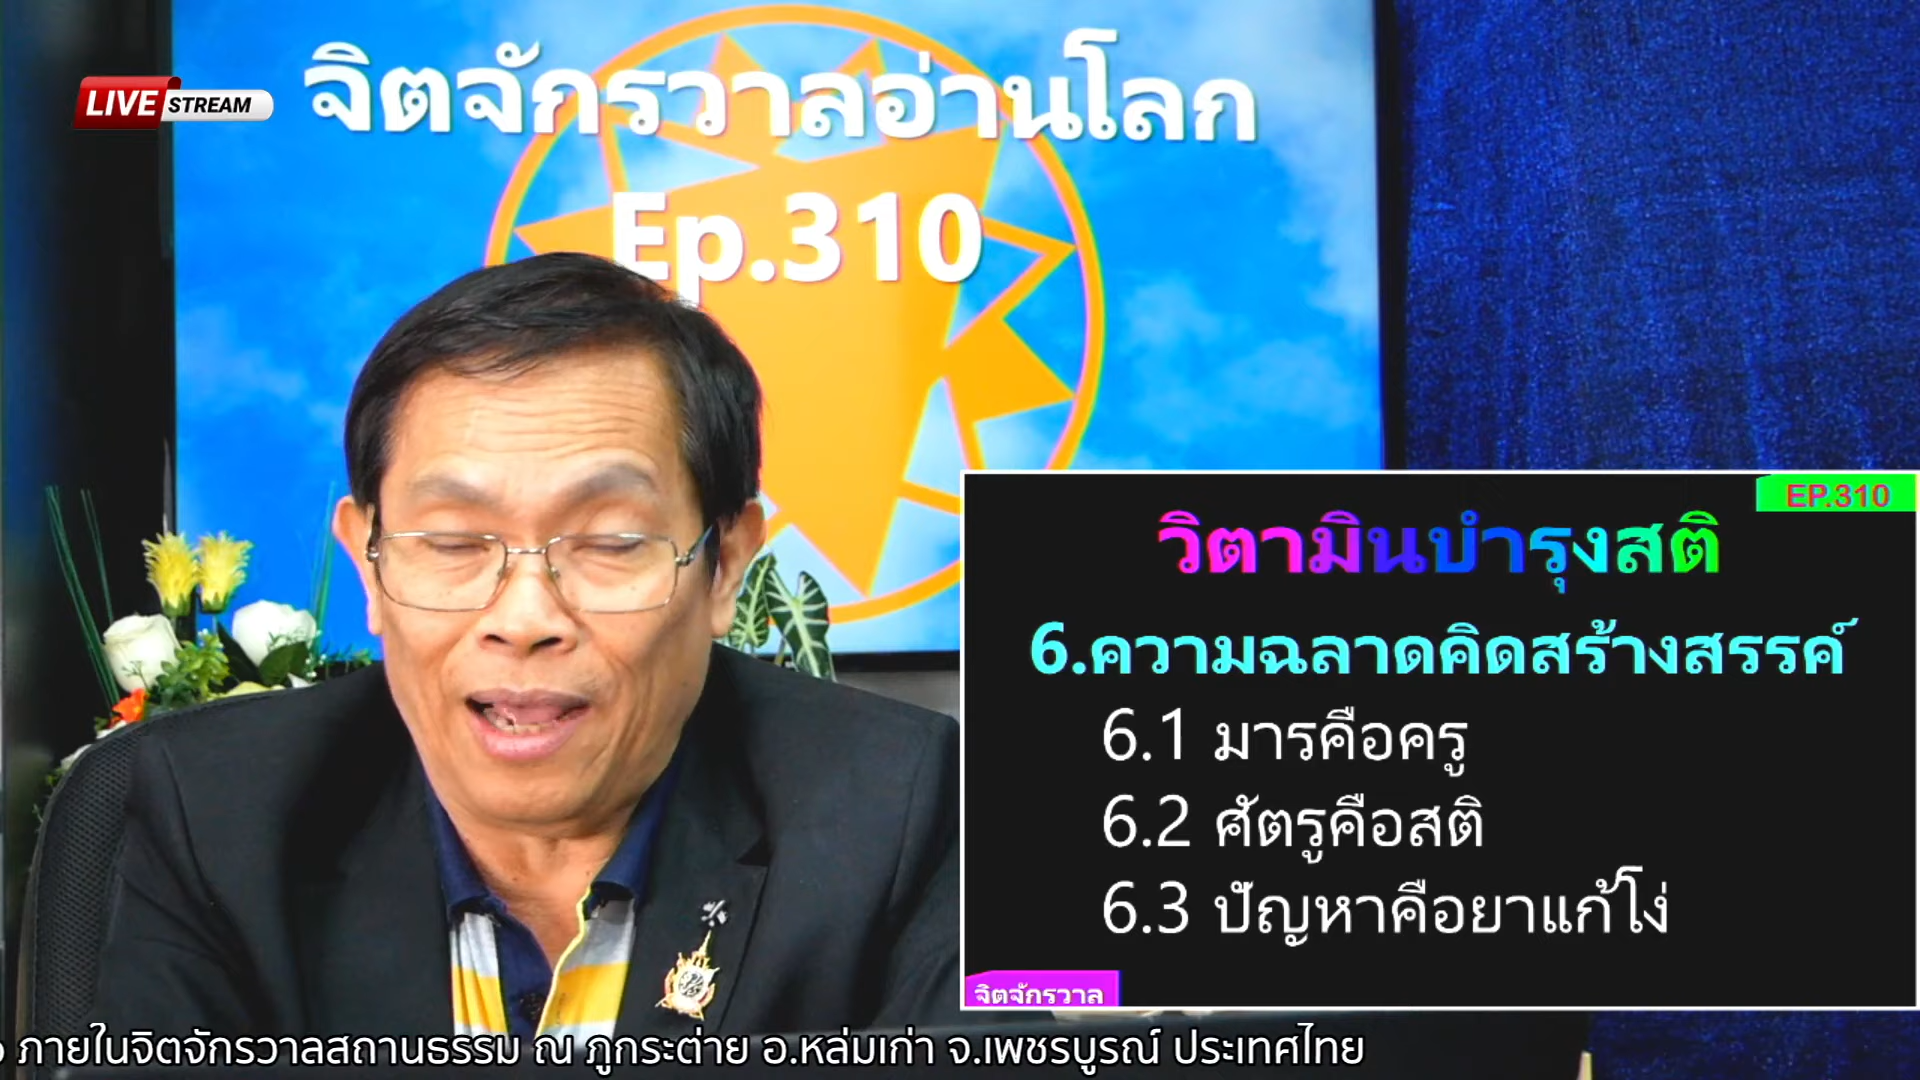 LIVE STREAM
จิตจักรวาลอ่านโลก
Ep.310
EP.310
วิตามินบำรุงสติ
6.ความฉลาดคิดสร้างสรรค์
6.1 มารคือครู
6.2 ศัตรูคือสติ
6.3 ปัญหาคือยาแก้โง่
จิตจักรวาล
ภายในจิตจักรวาลสถานธรรม ณ ภูกระต่าย อ.หล่มเก่า จ.เพชรบูรณ์ ประเทศไทย